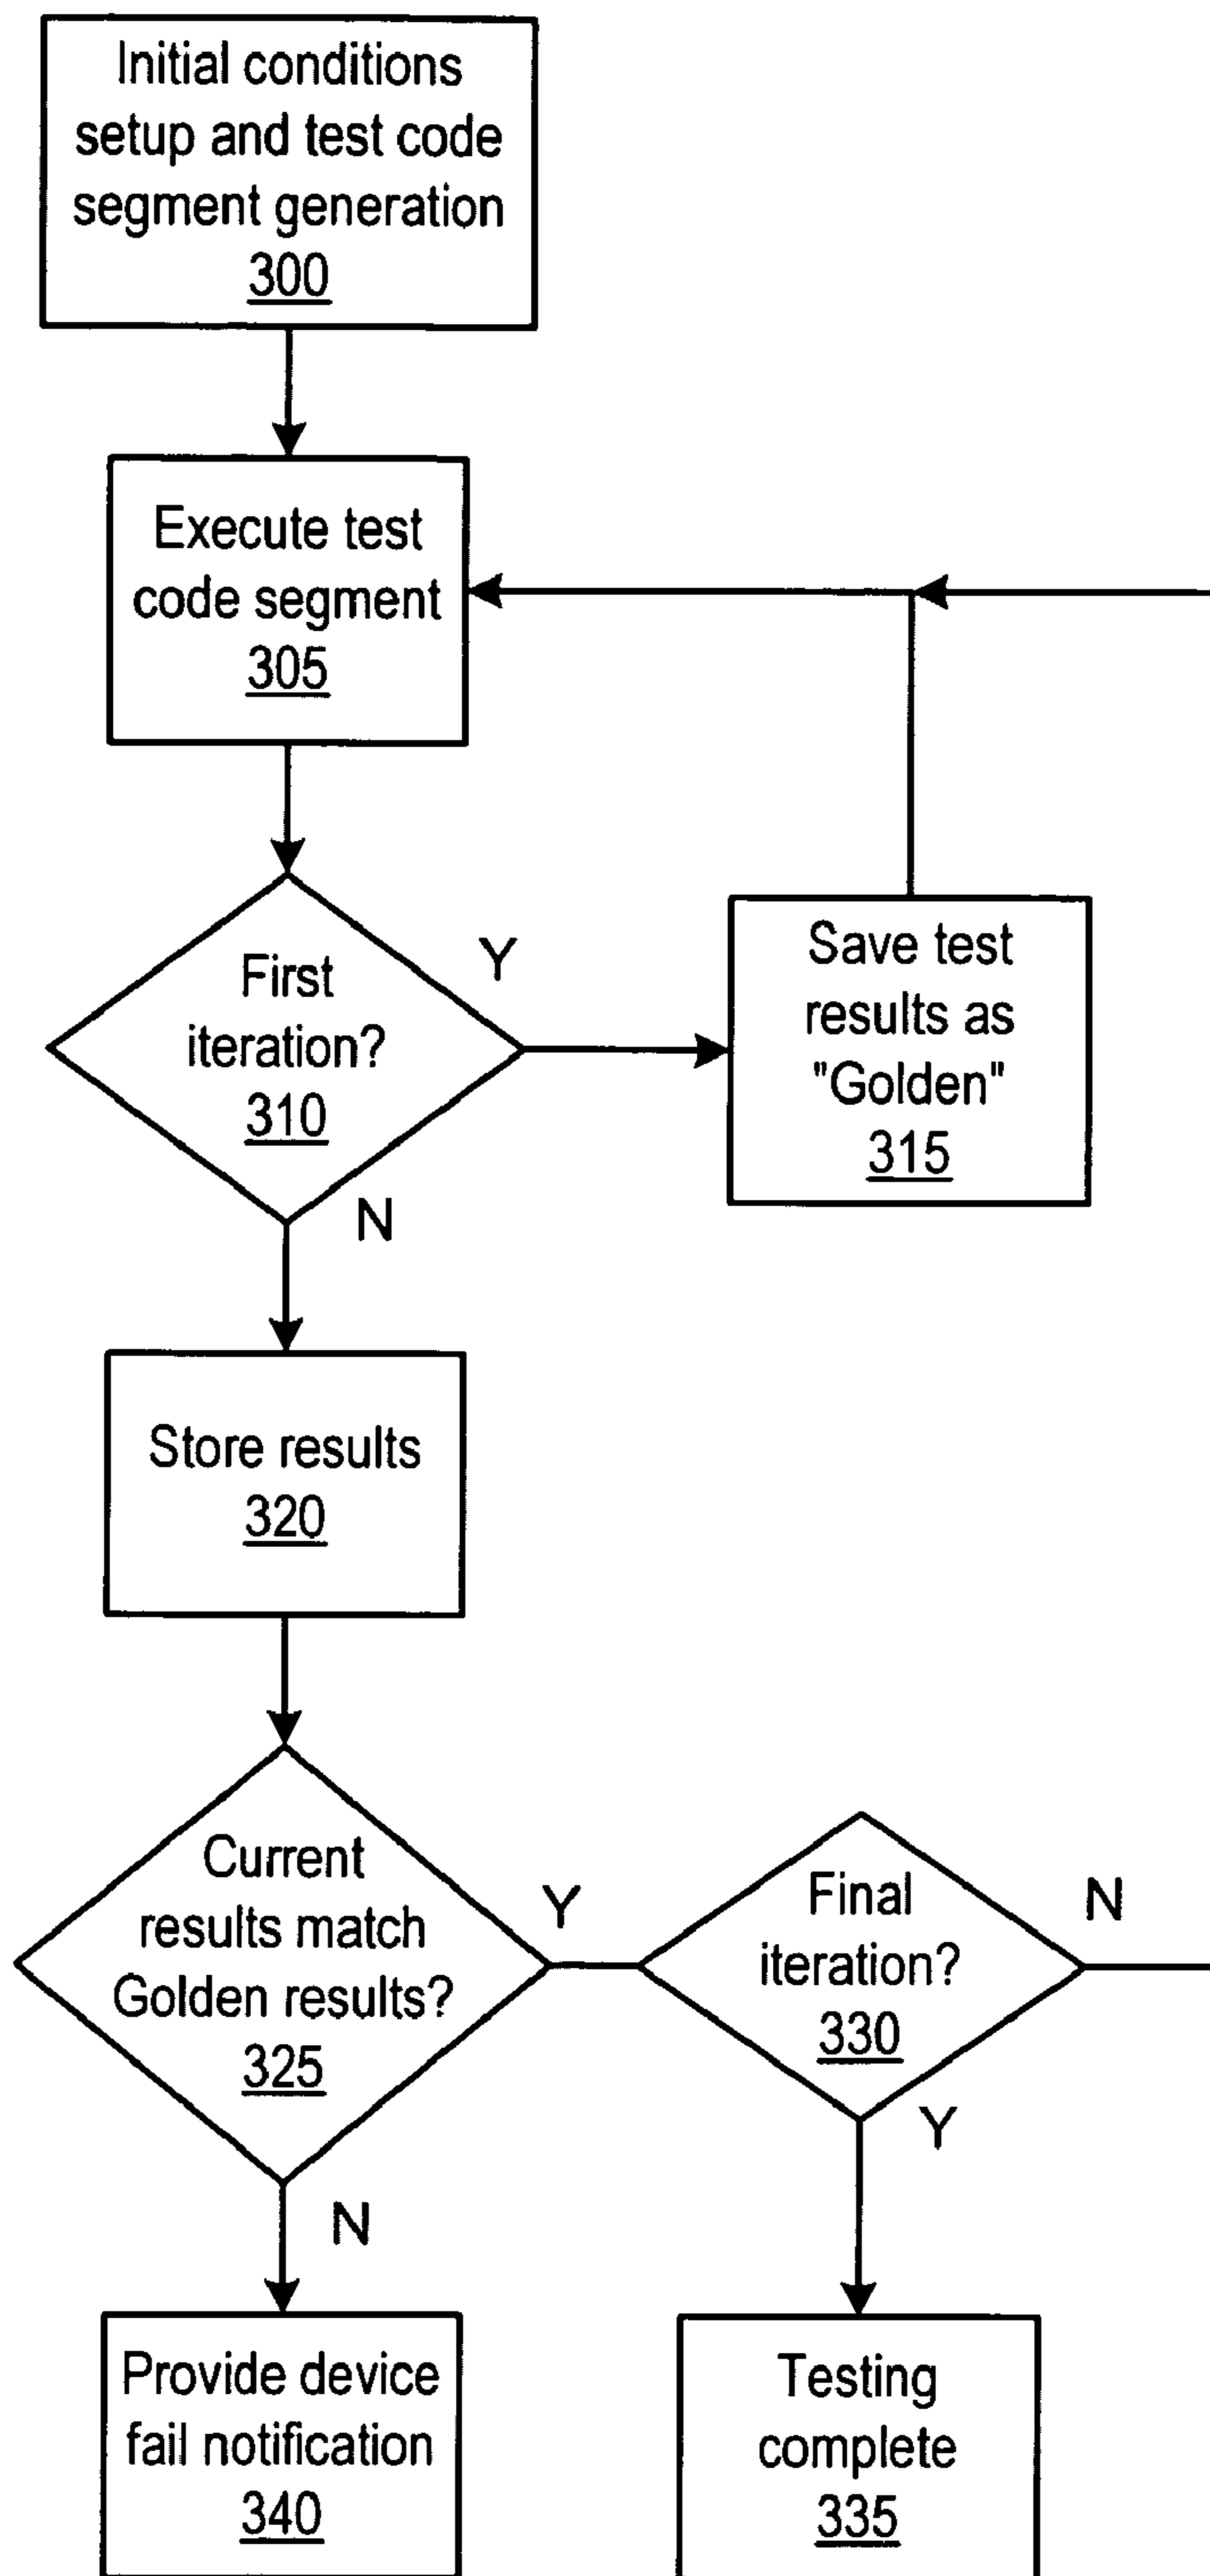 Initial conditions
setup and test code
segment generation
300
Execute test
code segment
305
First
iteration?
310
Y
N
Save test
results as
"Golden"
315
Store results
320
Current
results match
Golden results?
325
Y
N
Final
iteration?
330
N
Y
Provide device
fail notification
340
Testing
complete
335